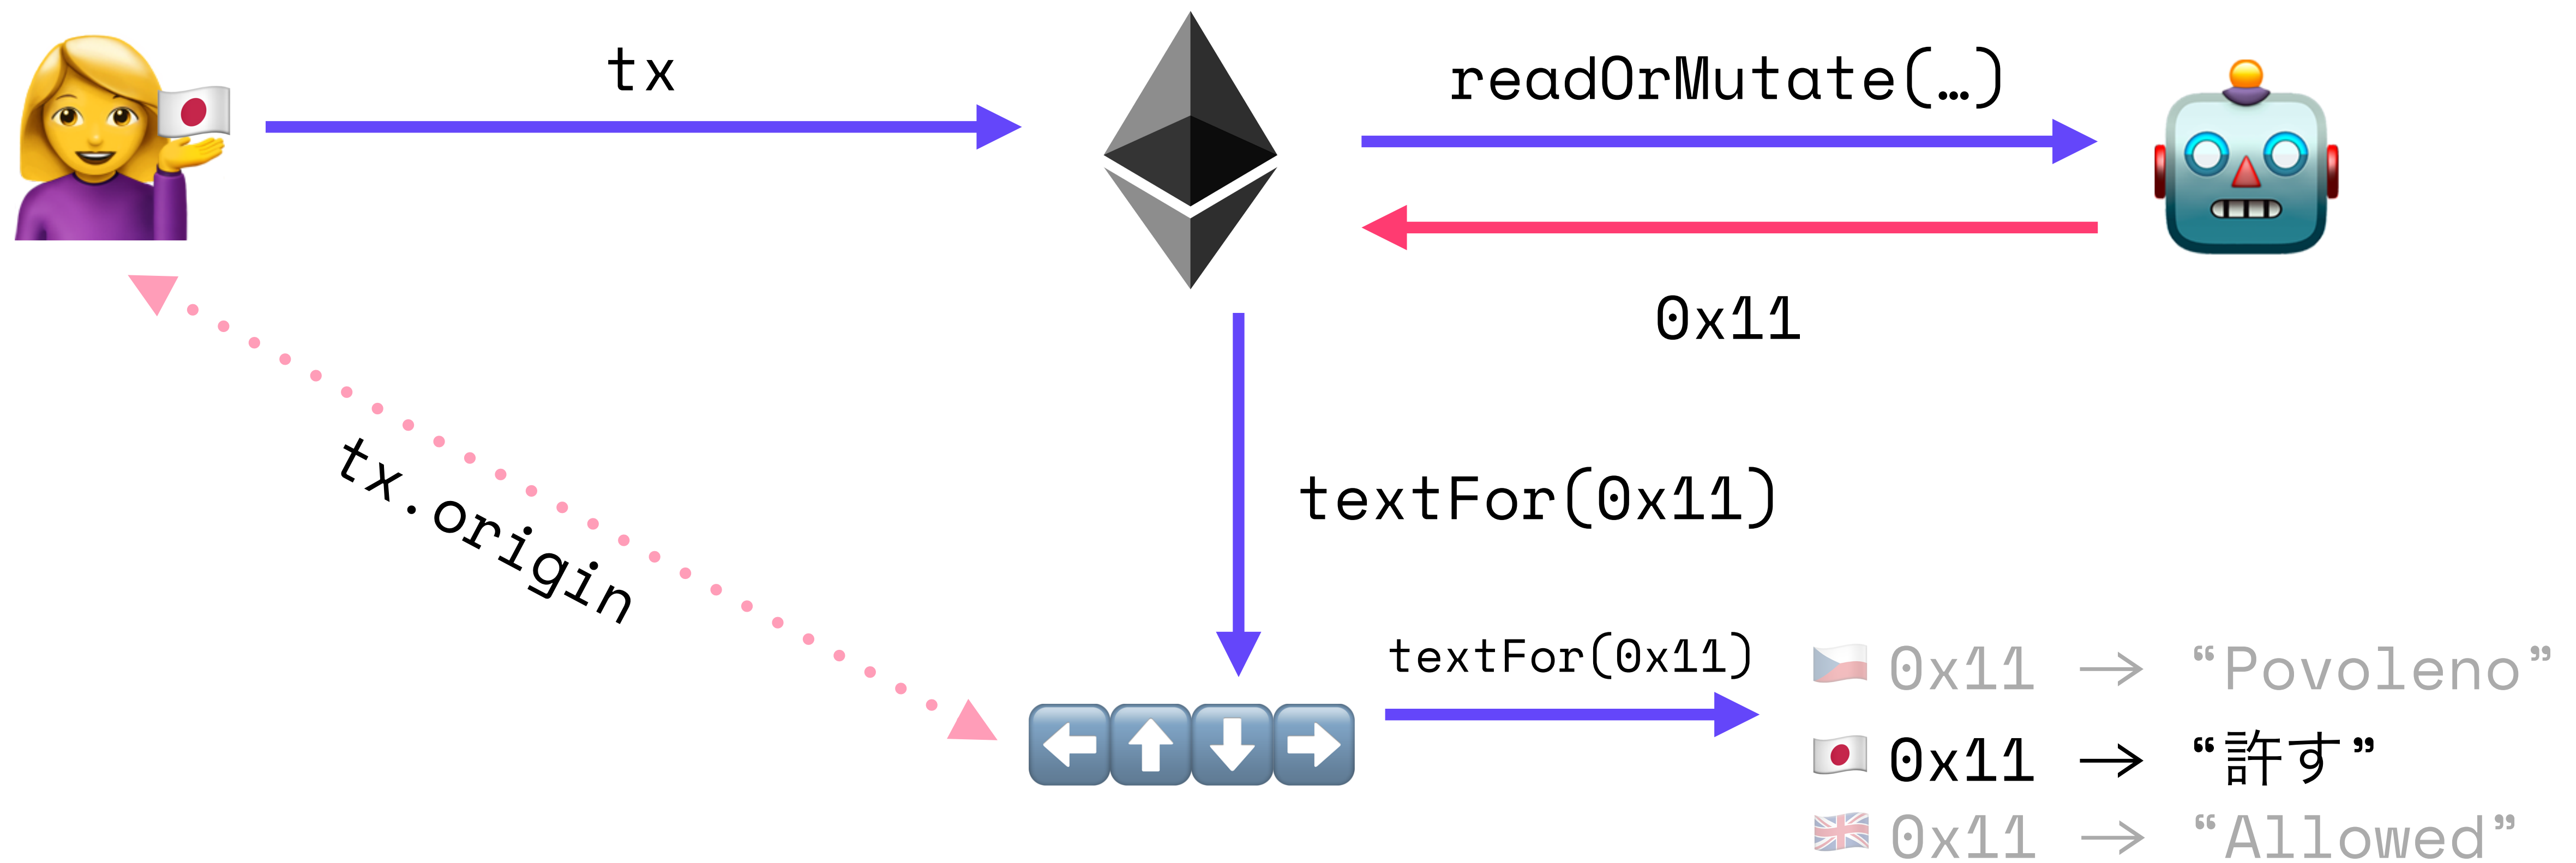 tx
readOrMutate(…)
0x11
tx.origin
textFor(0x11)
textFor(0x11)
0x11 → “Povoleno”
0x11 → “許す”
0x11 → “Allowed”